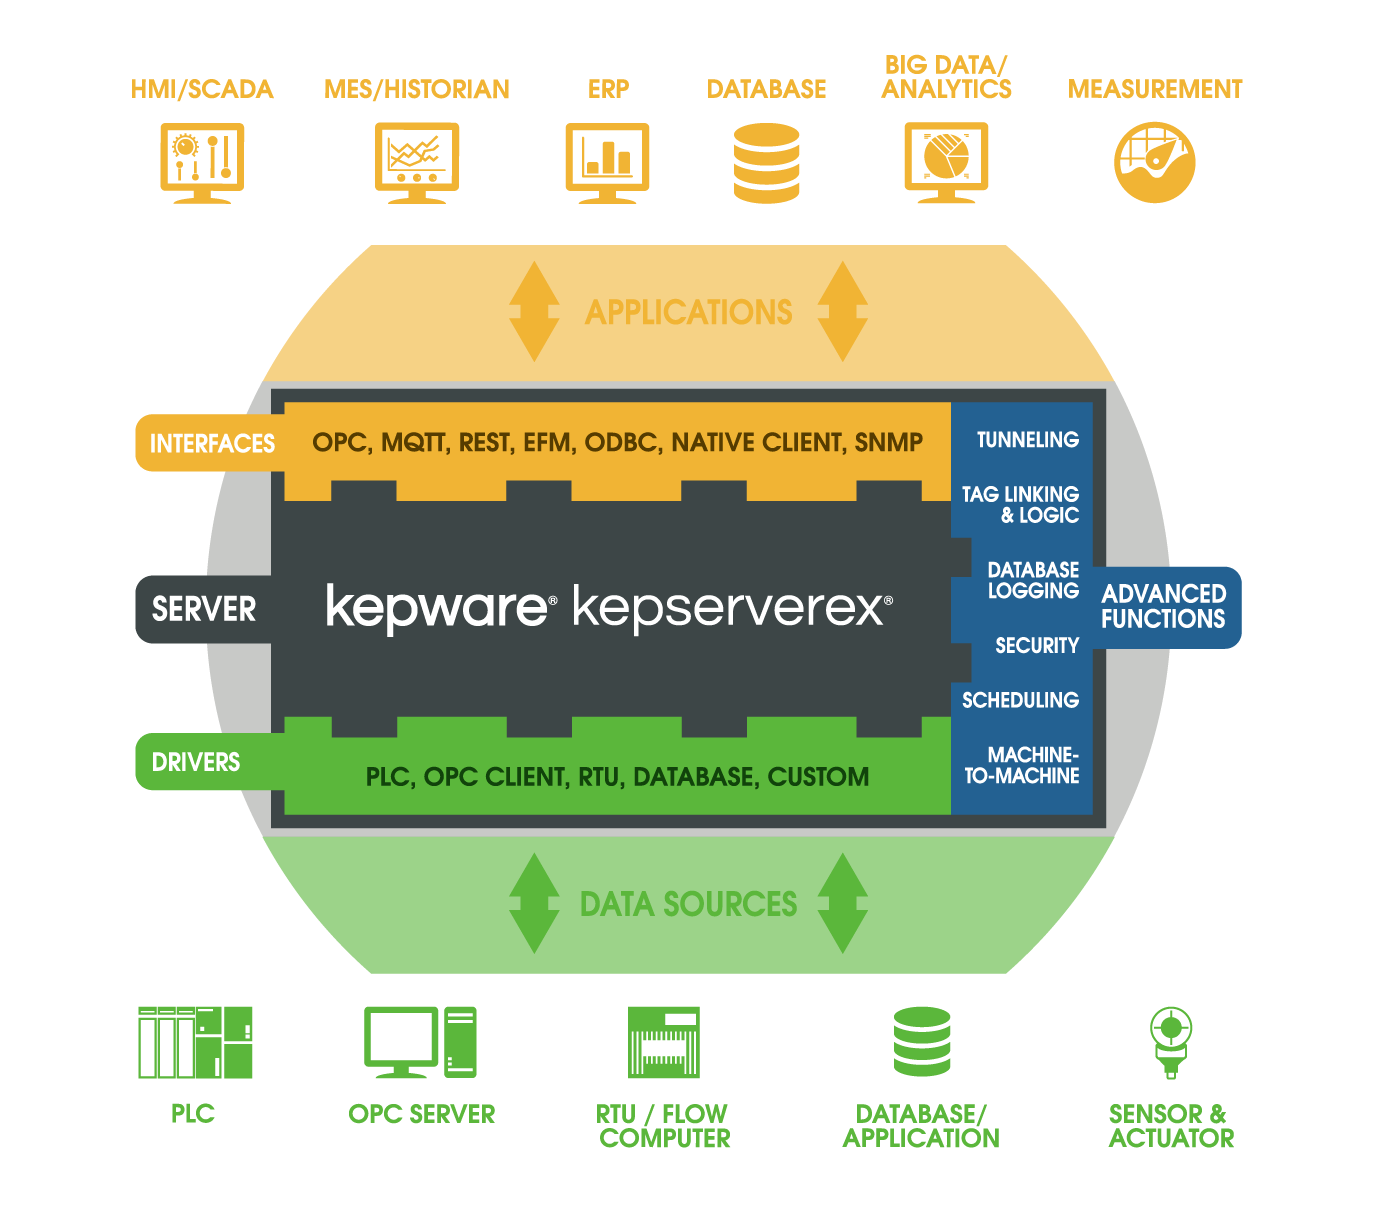 HMI/SCADA
MES/HISTORIAN
ERP
DATABASE
BIG DATA/
ANALYTICS
MEASUREMENT
APPLICATIONS
INTERFACES
OPC, MQTT, REST, EFM, ODBC, NATIVE CLIENT, SNMP
TUNNELING
TAG LINKING
& LOGIC
DATABASE
LOGGING
SECURITY
SCHEDULING
MACHINE-
TO-MACHINE
ADVANCED
FUNCTIONS
SERVER
kepware® kepserverex®
DRIVERS
PLC, OPC CLIENT, RTU, DATABASE, CUSTOM
DATA SOURCES
PLC
OPC SERVER
RTU / FLOW
COMPUTER
DATABASE/
APPLICATION
SENSOR &
ACTUATOR